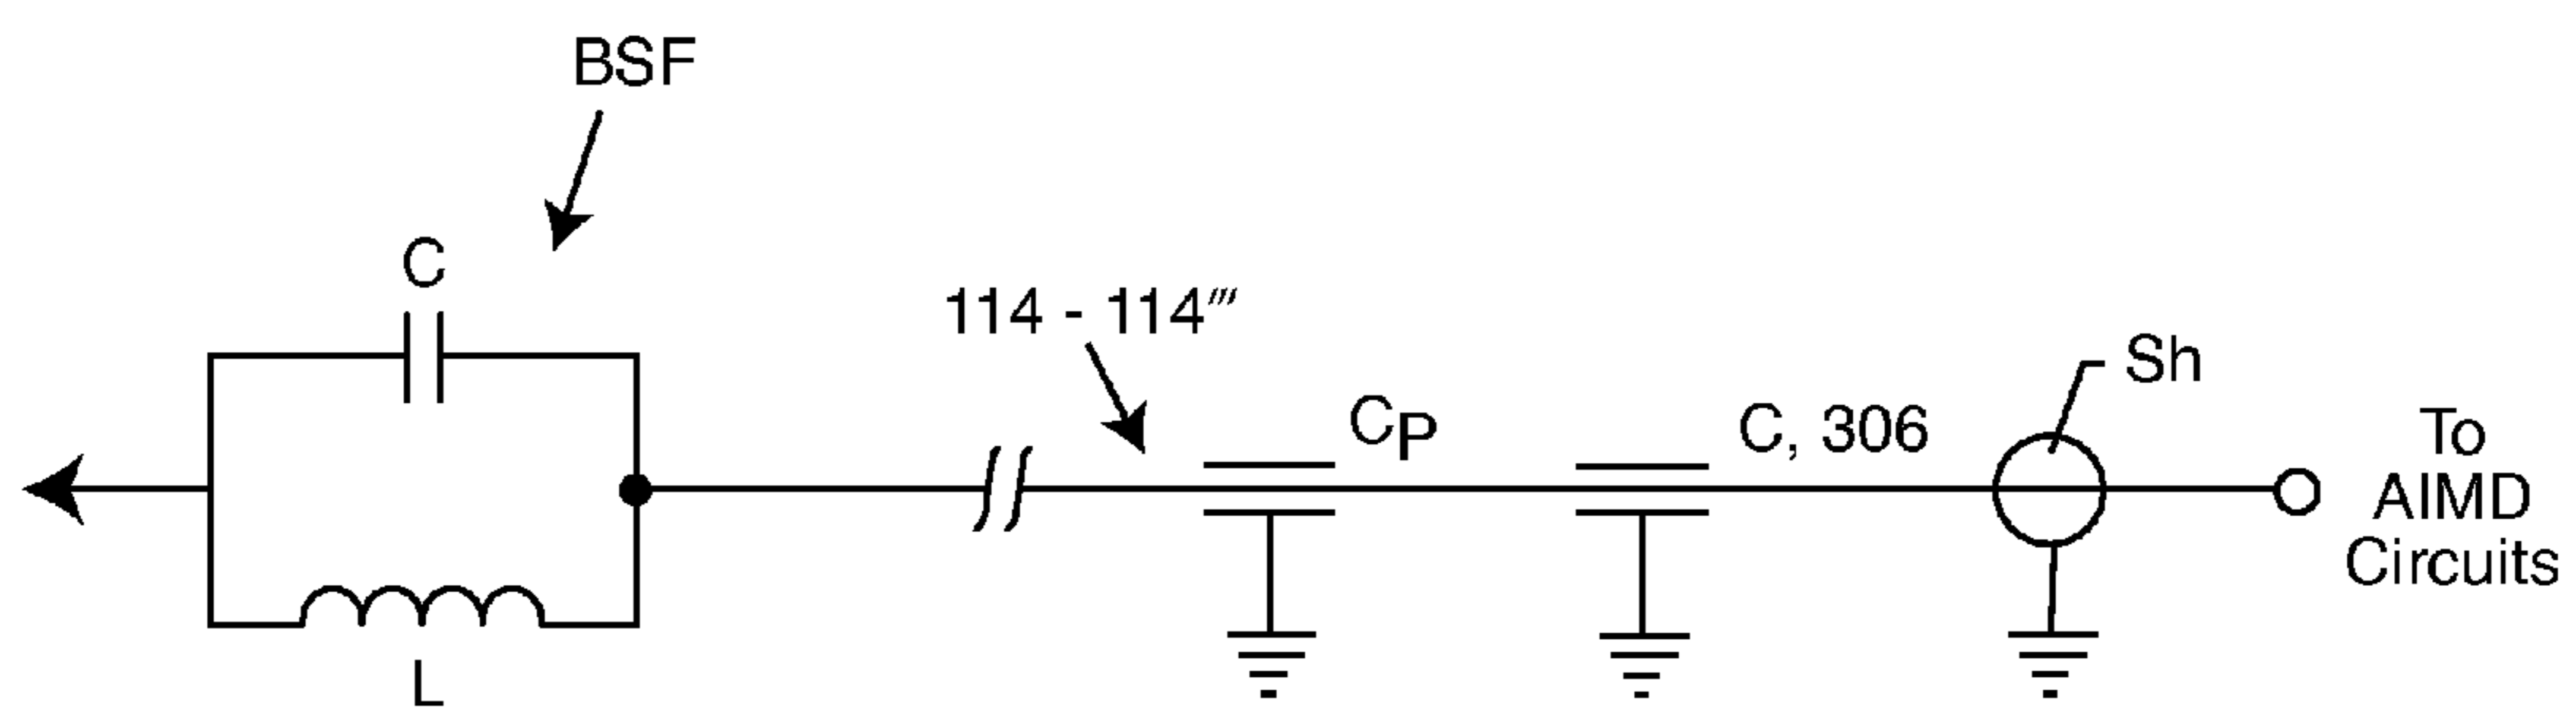 BSF
C
114 - 114‴
Sh
CP
C, 306
To
AIMD
Circuits
L